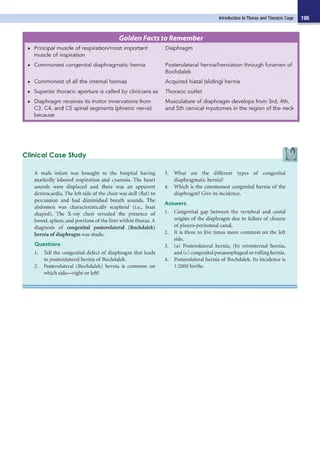 Introduction to Thorax and Thoracic Cage 195
Golden Facts to Remember
▸ Principal muscle of respiration/most important muscle of inspiration
Diaphragm
▸ Commonest congenital diaphragmatic hernia
Posterolateral hernia/herniation through foramen of Bochdalek
▸ Commonest of all the internal hernias
Acquired hiatal (sliding) hernia
▸ Superior thoracic aperture is called by clinicians as
Thoracic outlet
▸ Diaphragm receives its motor innervations from C3, C4, and C5 spinal segments (phrenic nerve) because
Musculature of diaphragm develops from 3rd, 4th, and 5th cervical myotomes in the region of the neck
Clinical Case Study
A male infant was brought to the hospital having
markedly labored respiration and cyanosis. The heart
sounds were displaced and there was an apparent
dextrocardia. The left side of the chest was dull (flat) to
percussion and had diminished breath sounds. The
abdomen was characteristically scaphoid (i.e., boat
shaped). The X-ray chest revealed the presence of
bowel, spleen, and portions of the liver within thorax. A
diagnosis of congenital posterolateral (Bochdalek)
hernia of diaphragm was made.
Questions
1. Tell the congenital defect of diaphragm that leads
to posterolateral hernia of Bochdalek.
2. Posterolateral (Bochdalek) hernia is common on
which side—right or left?
3. What are the different types of congenital
diaphragmatic hernia?
4. Which is the commonest congenital hernia of the
diaphragm? Give its incidence.
Answers
1. Congenital gap between the vertebral and costal
origins of the diaphragm due to failure of closure
of pleuro-peritoneal canal.
2. It is three to five times more common on the left
side.
3. (a) Posterolateral hernia, (b) retrosternal hernia,
and (c) congenital paraesophageal or rolling hernia.
4. Posterolateral hernia of Bochdalek. Its incidence is
1:2000 births.